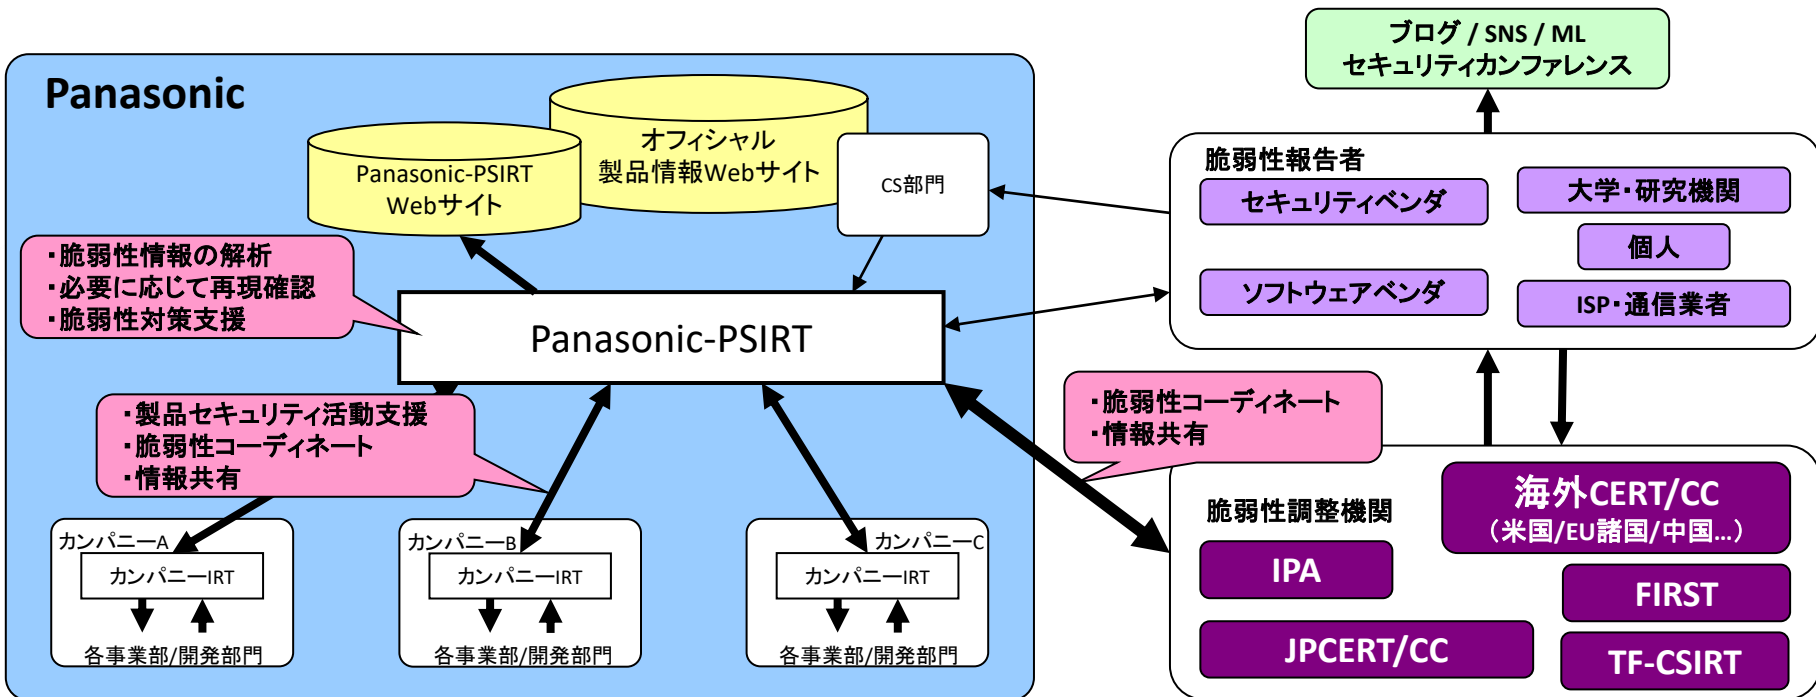 ブログ / SNS / ML
セキュリティカンファレンス
Panasonic
オフィシャル
製品情報Webサイト
Panasonic-PSIRT
Webサイト
CS部門
脆弱性報告者
セキュリティベンダ
大学・研究機関
個人
ソフトウェアベンダ
ISP・通信業者
・脆弱性情報の解析
・必要に応じて再現確認
・脆弱性対策支援
Panasonic-PSIRT
・製品セキュリティ活動支援
・脆弱性コーディネート
・情報共有
・脆弱性コーディネート
・情報共有
脆弱性調整機関
海外CERT/CC
（米国/EU諸国/中国…）
IPA
FIRST
JPCERT/CC
TF-CSIRT
カンパニーA
カンパニーIRT
各事業部/開発部門
カンパニーB
カンパニーIRT
各事業部/開発部門
カンパニーC
カンパニーIRT
各事業部/開発部門